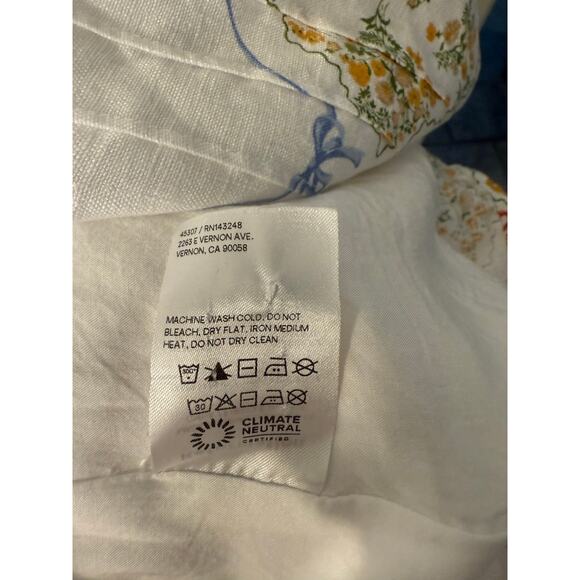 45307 / RN143248
2263 E VERNON AVE.
VERNON, CA 90058
MACHINE WASH COLD, DO NOT
BLEACH, DRY FLAT, IRON MEDIUM
HEAT, DO NOT DRY CLEAN
30
CLIMATE
NEUTRAL
CERTIFIED